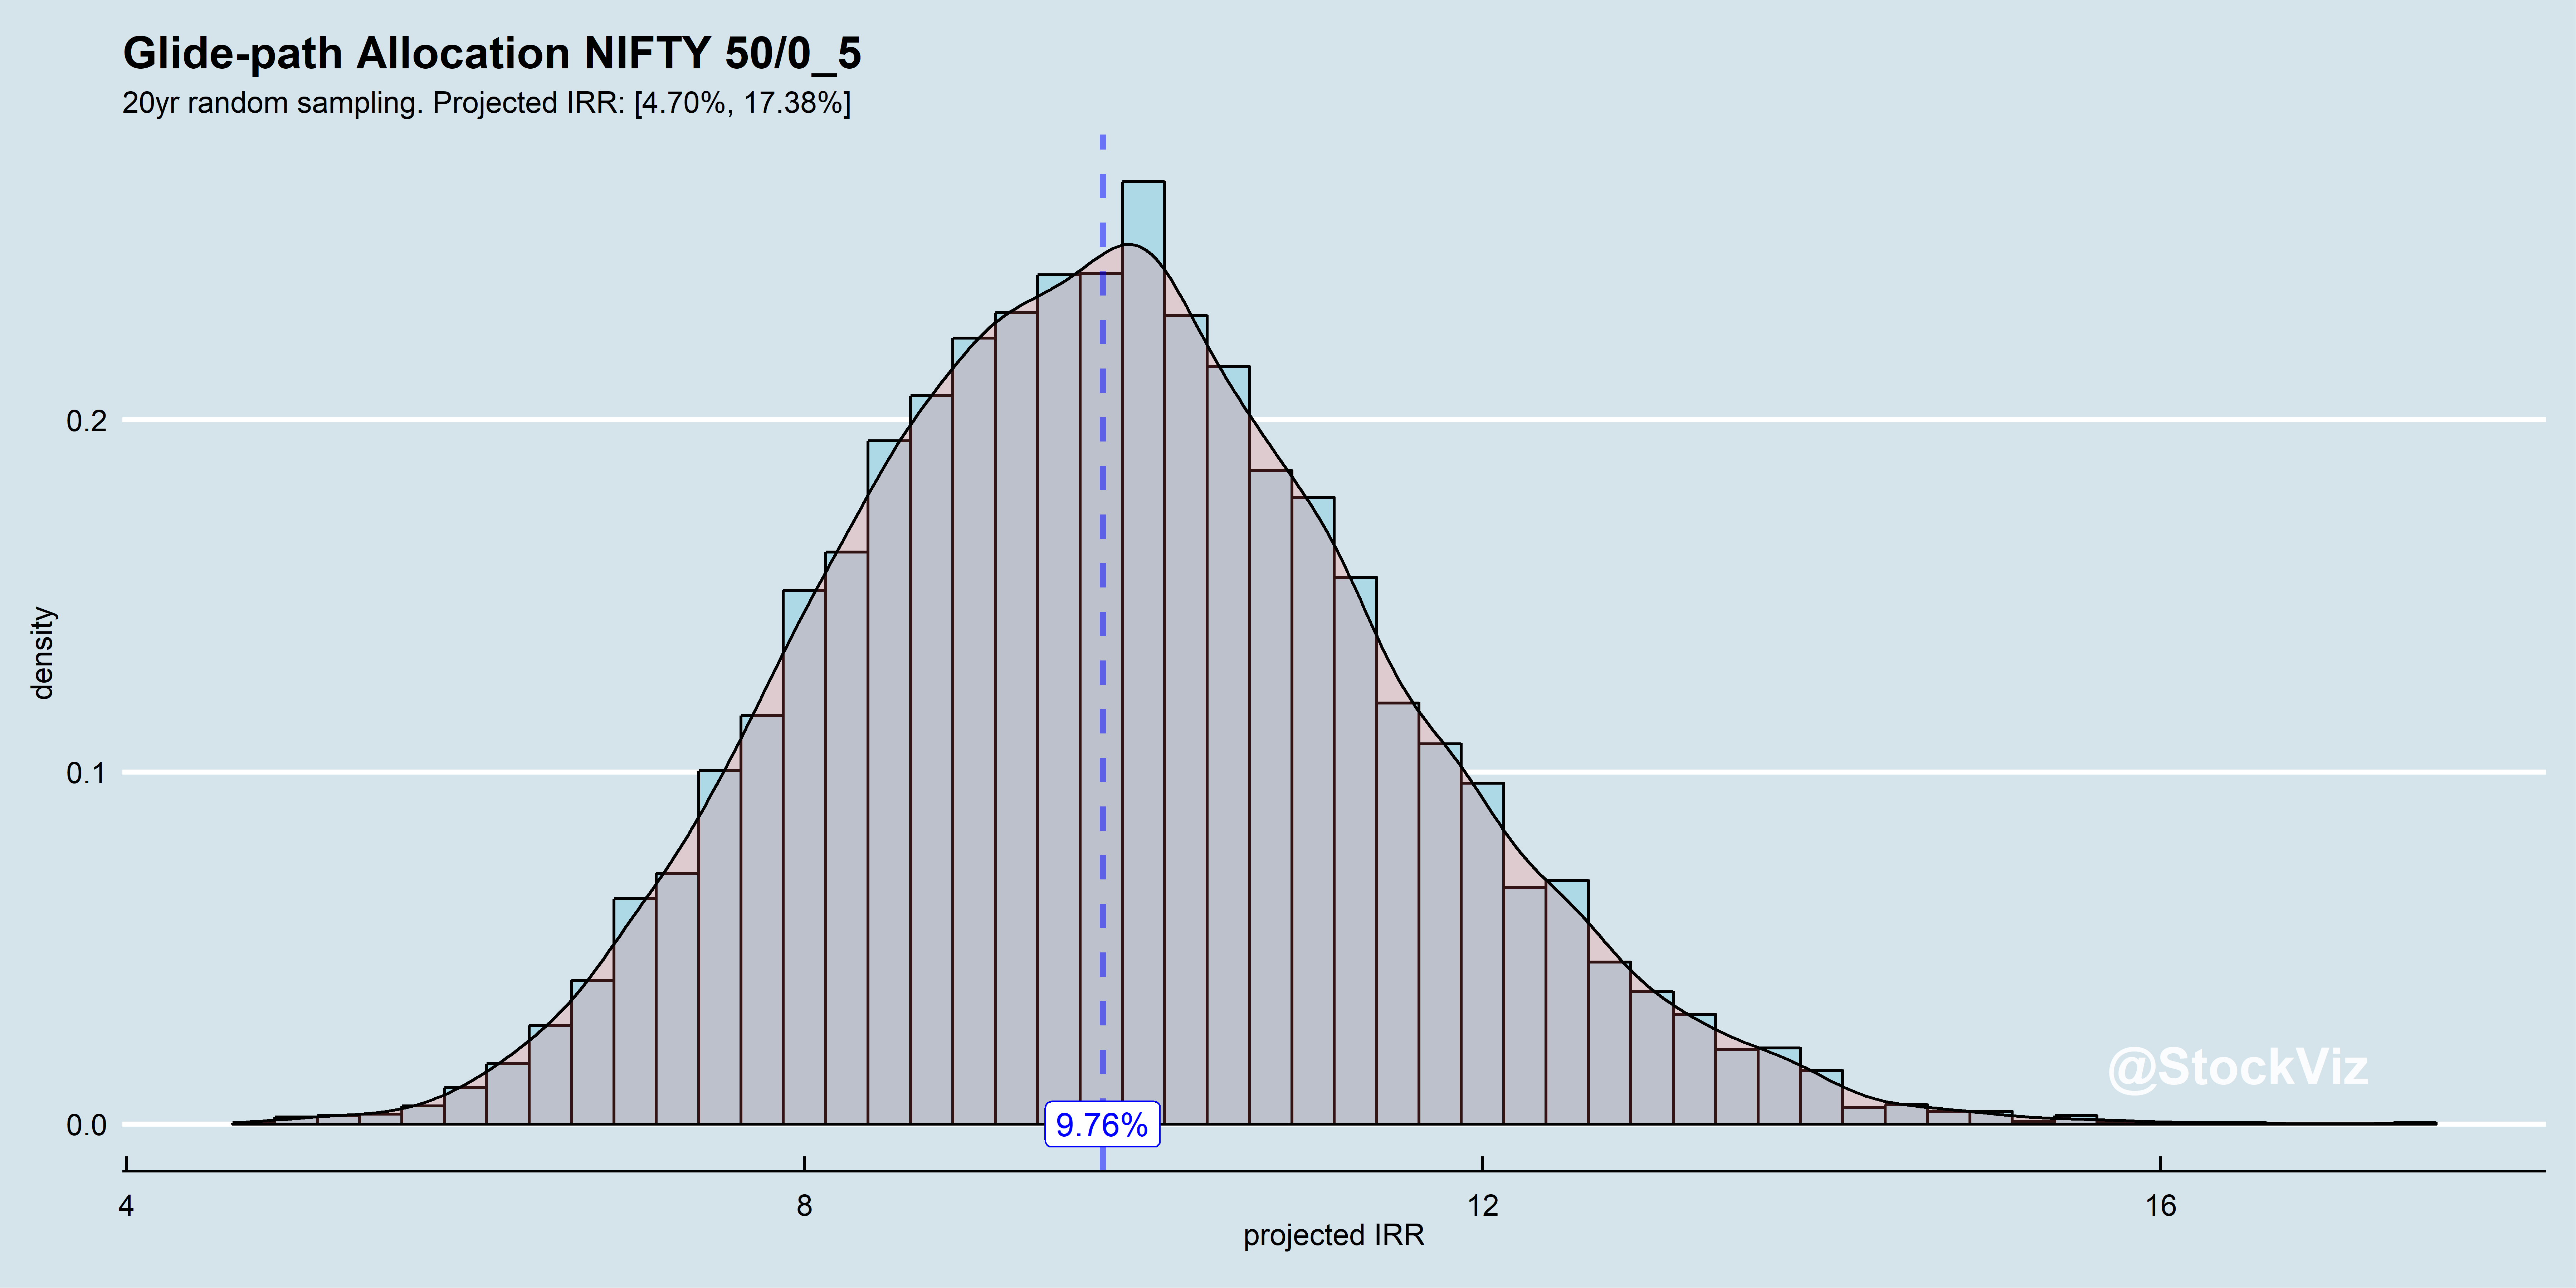 Glide-path Allocation NIFTY 50/0_5
20yr random sampling. Projected IRR: [4.70%, 17.38%]
0.2
0.1
0.0
density
@StockViz
9.76%
4 8 12 16
projected IRR